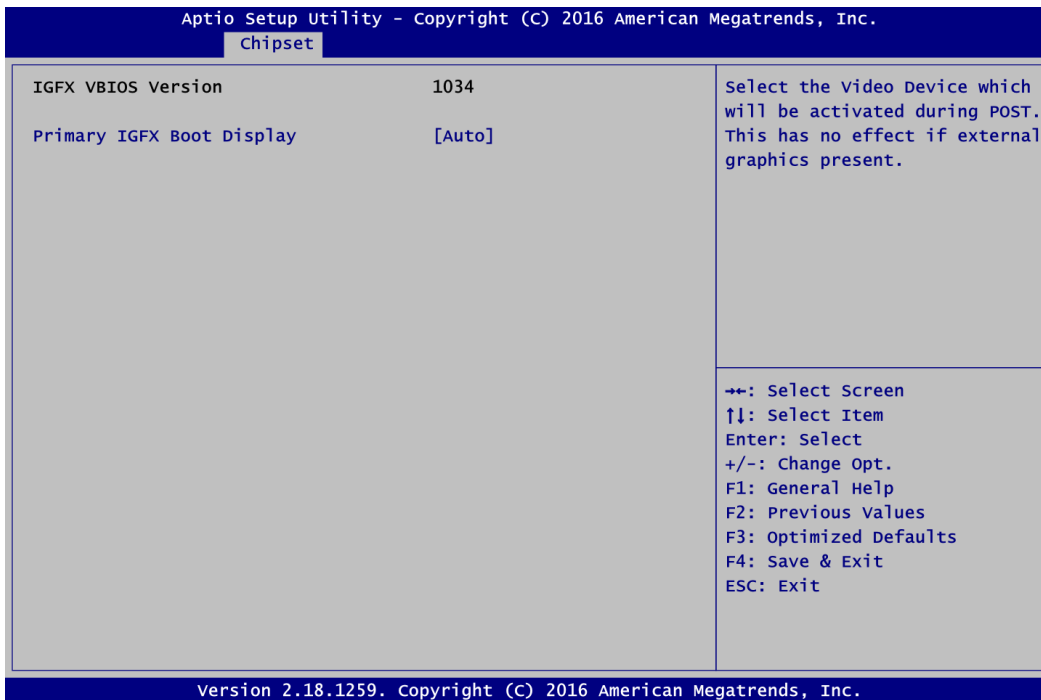 Aptio Setup Utility - Copyright (C) 2016 American Megatrends, Inc.
Chipset
IGFX VBIOS Version 1034
Primary IGFX Boot Display [Auto]
Select the Video Device which
will be activated during POST.
This has no effect if external
graphics present.
→←: Select Screen
↑↓: Select Item
Enter: Select
+/-: Change Opt.
F1: General Help
F2: Previous Values
F3: Optimized Defaults
F4: Save & Exit
ESC: Exit
Version 2.18.1259. Copyright (C) 2016 American Megatrends, Inc.